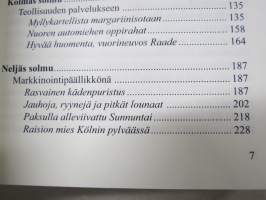 Kolmas solmu
Teollisuuden palvelukseen ............ 135
Myllykartellista margariinisotaan ............ 135
Nuoren automiehen oppirahat ............ 158
Hyvää huomenta, vuorineuvos Raade ............ 164
Neljäs solmu ............ 187
Markkinointipäällikkönä ............ 187
Rasvainen kädenpuristus ............ 187
Jauhoja, ryynejä ja pitkät lounaat ............ 202
Paksulla alleviivattu Sunnuntai ............ 218
Raision mies Kölnin pylväässä ............ 228
7